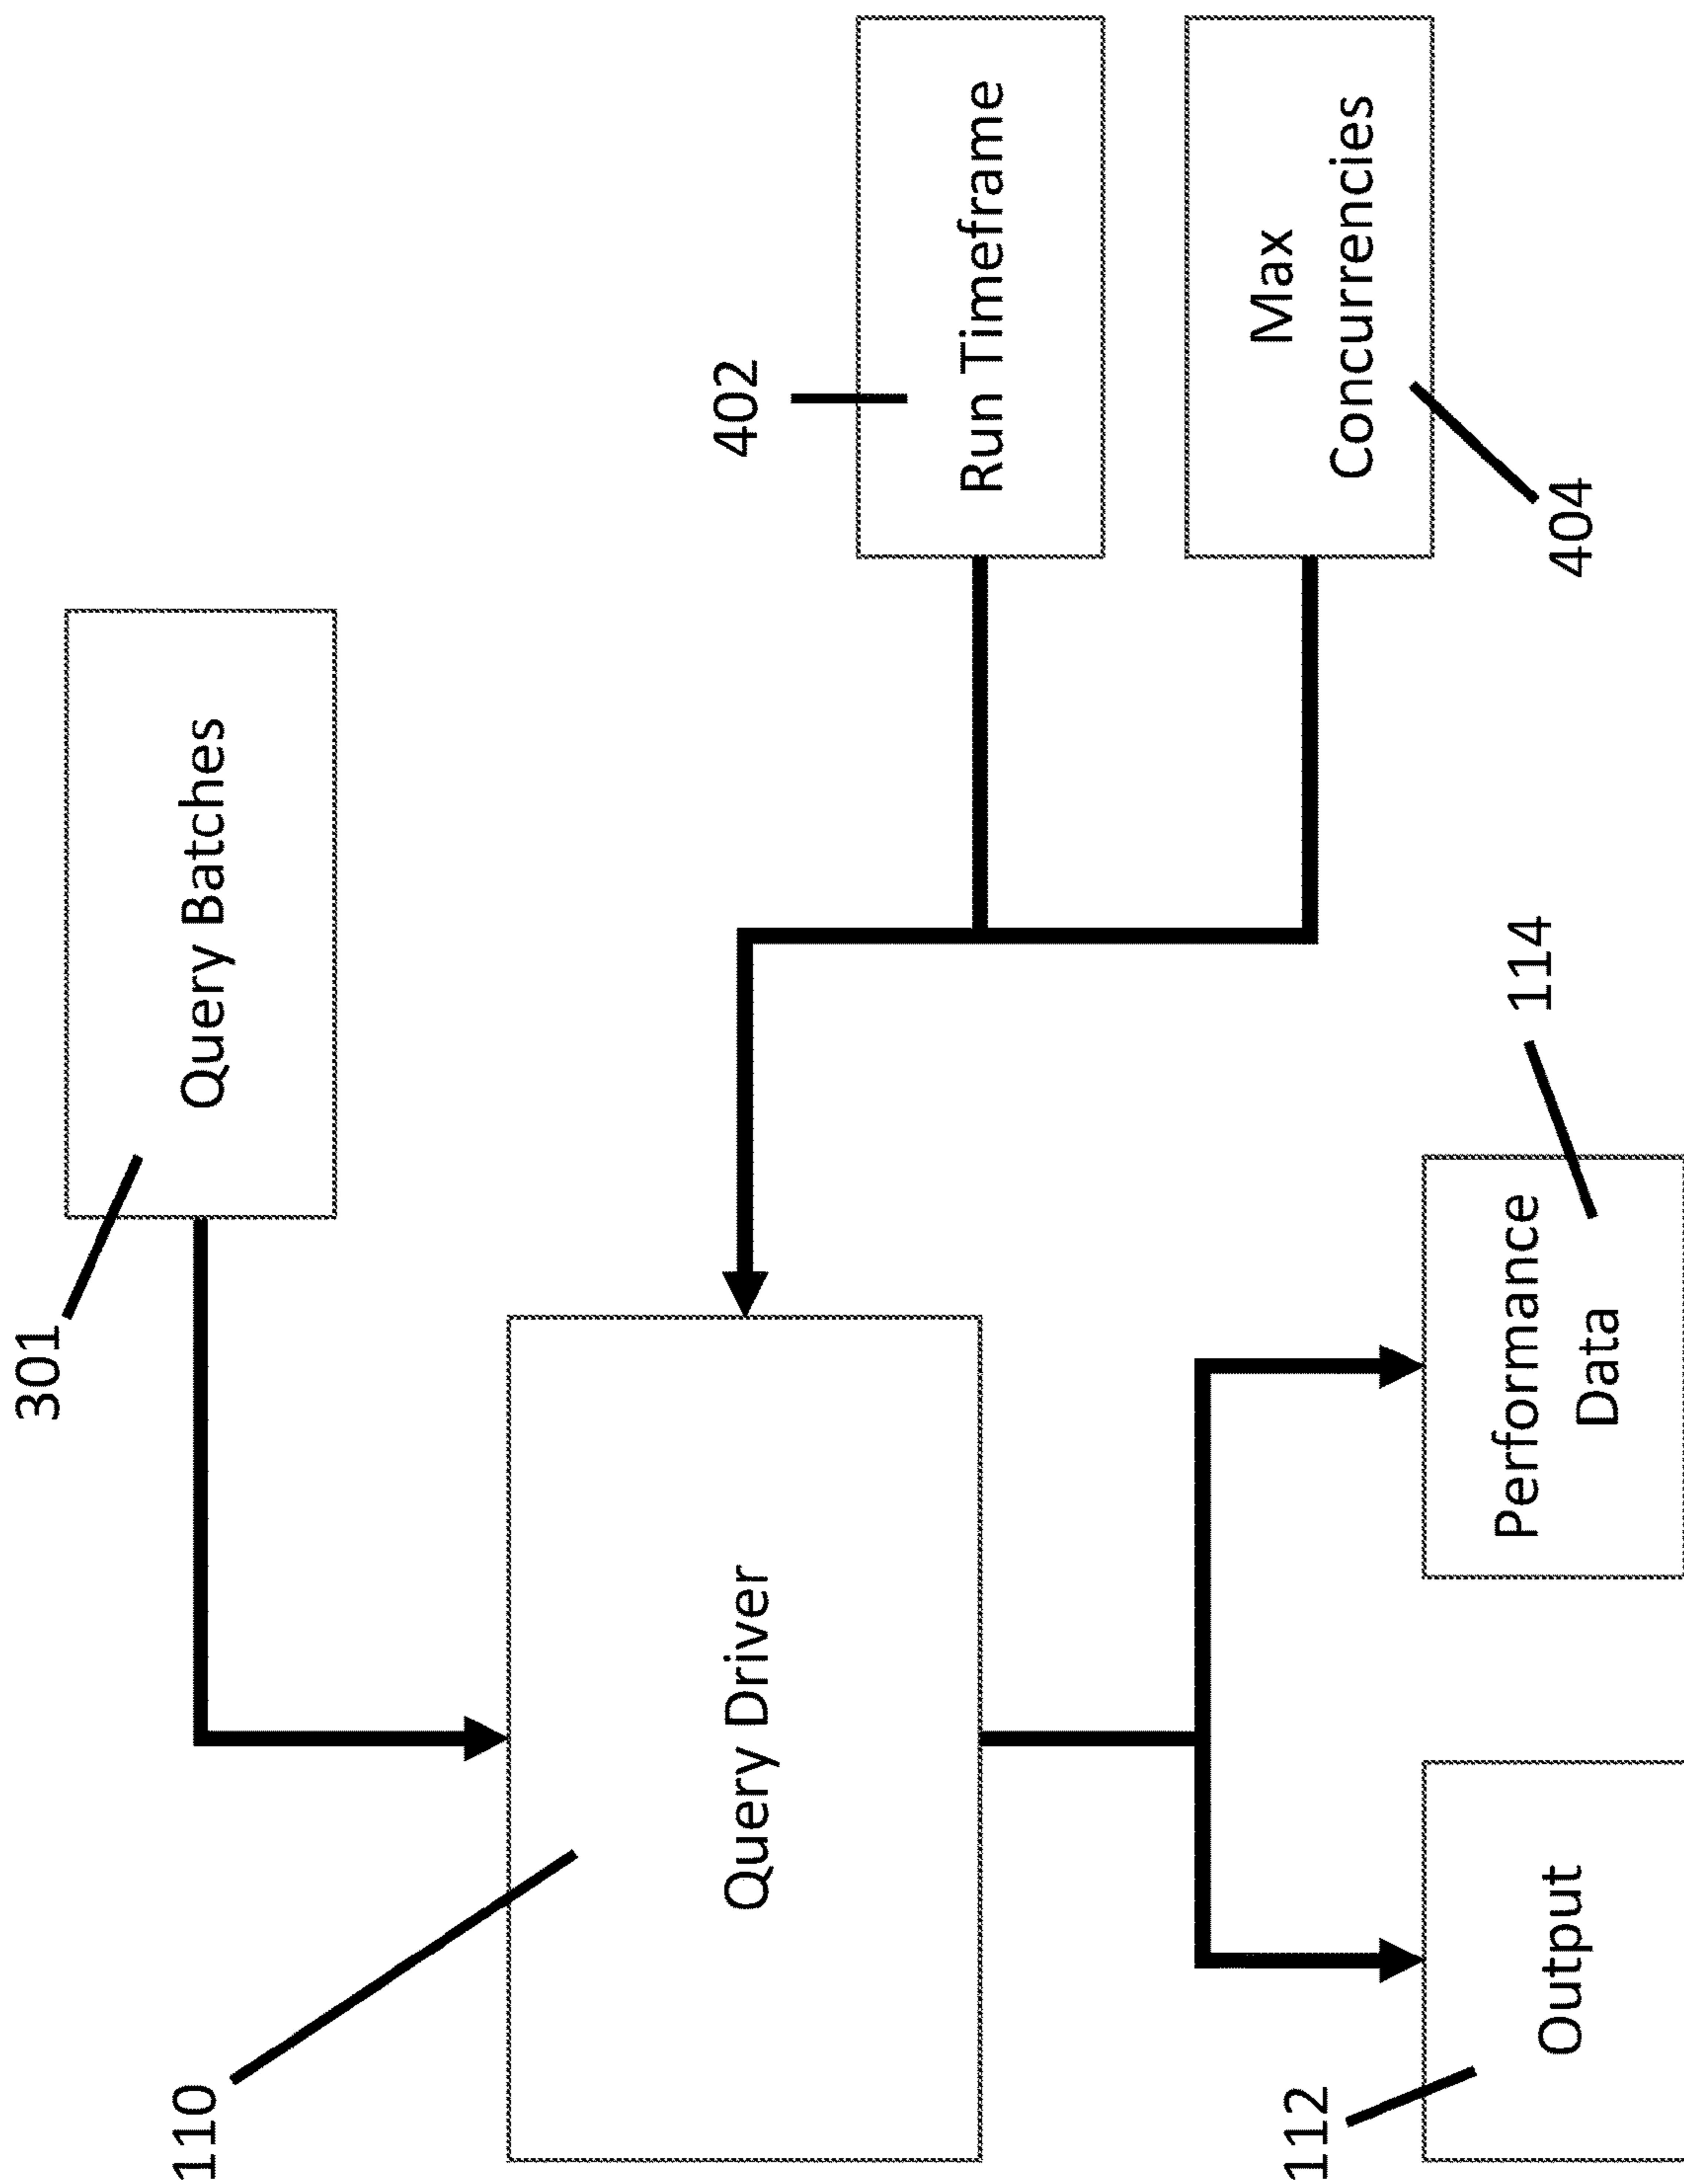 301
Query Batches
110
Query Driver
402
Run Timeframe
Max
Concurrencies
404
112
Output
Performance
Data
114